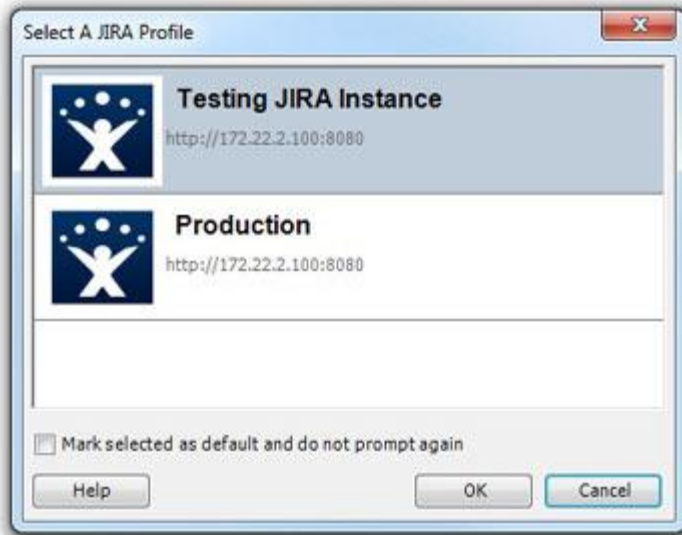 Select A JIRA Profile
Testing JIRA Instance
http://172.22.2.100:8080
Production
http://172.22.2.100:8080
Mark selected as default and do not prompt again
Help OK Cancel